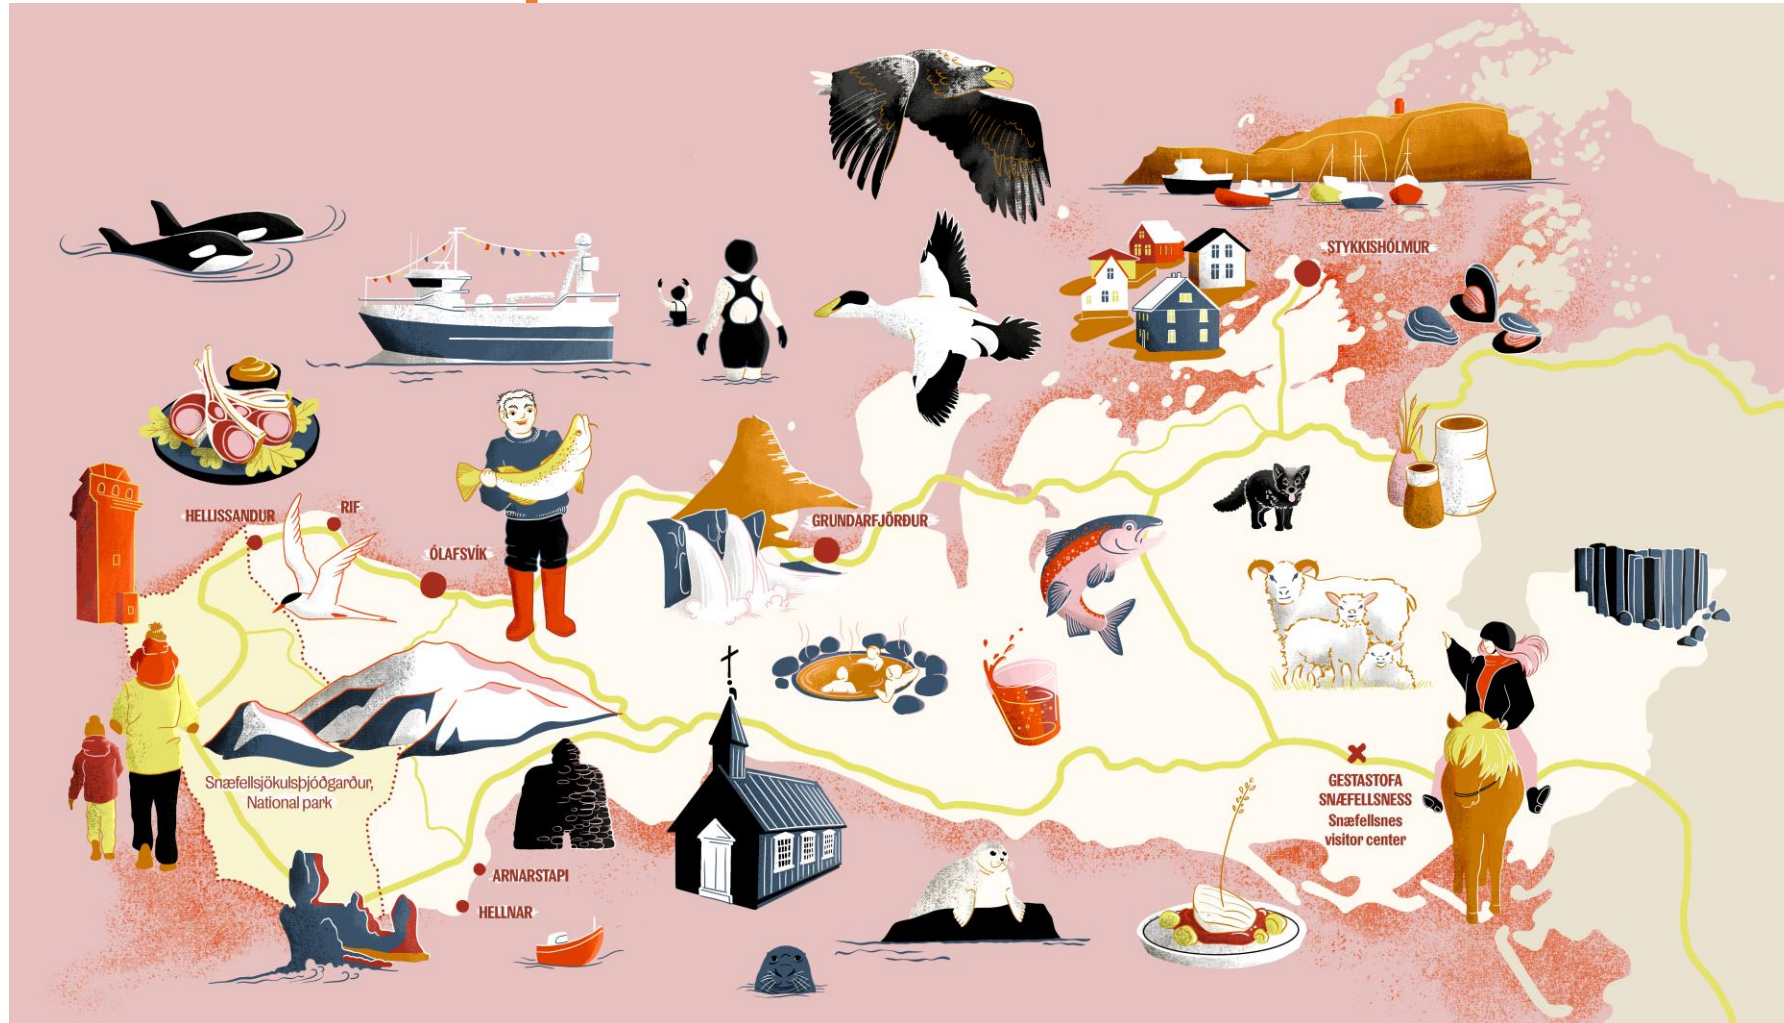 STYKKISHÓLMUR
HELLISSANDUR
RIF
GRUNDARFJÖRÐUR
ÓLAFSVÍK
Snæfellsjökulsþjóðgarður,
National park
GESTASTOFA
SNÆFELLSNESS
Snæfellsnes
visitor center
ARNARSTAPI
HELLNAR